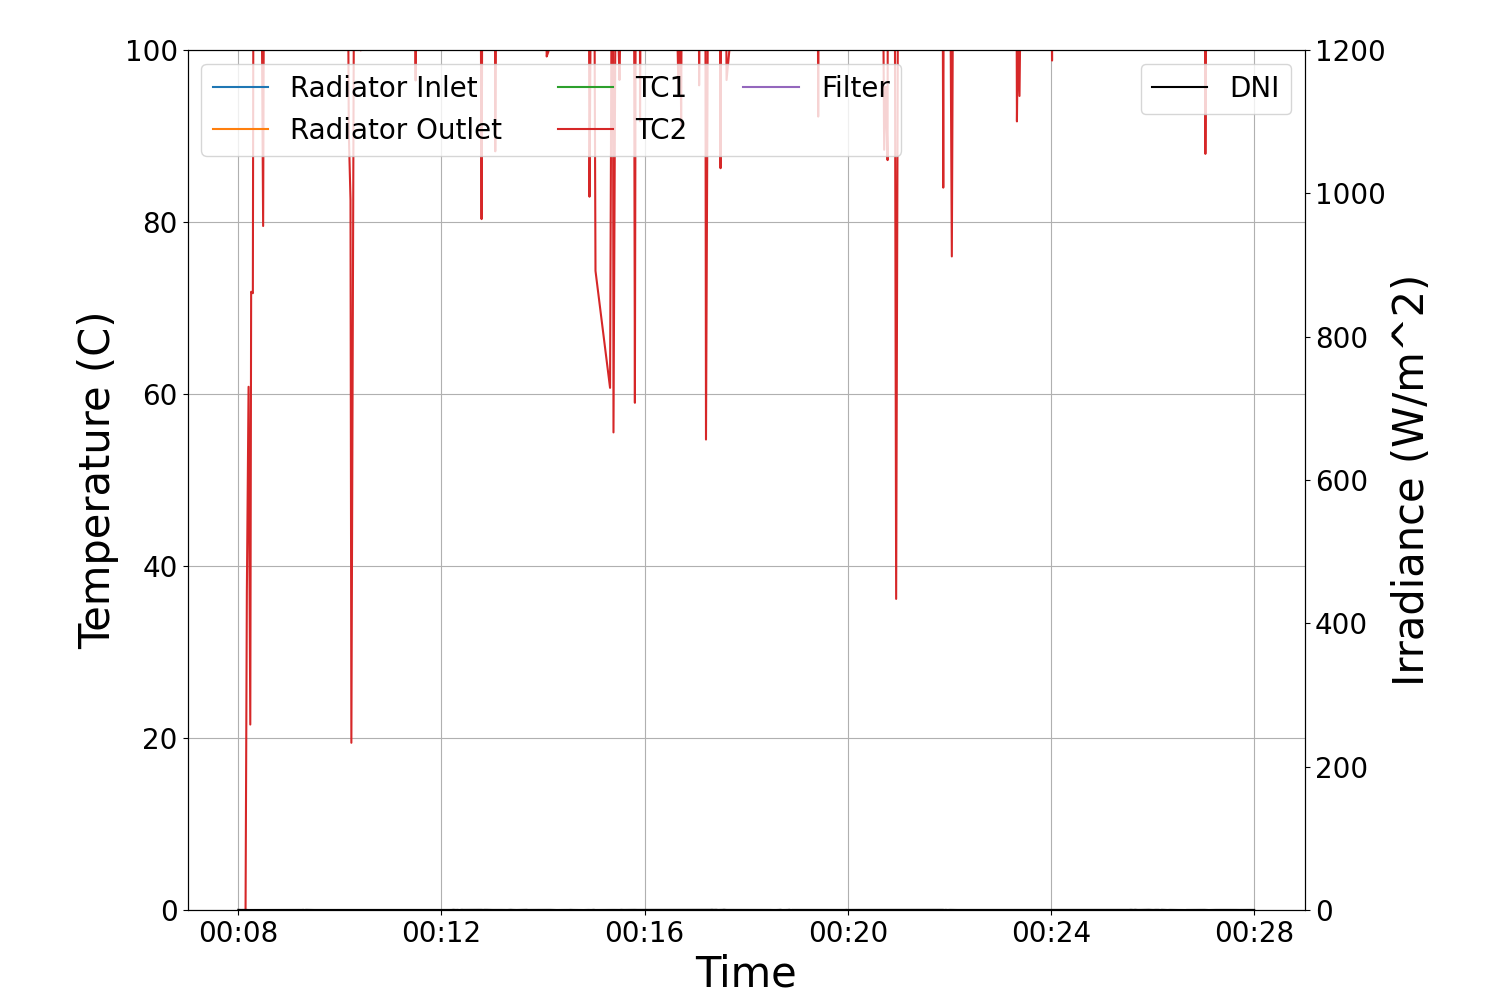 100
80
60
40
20
0
Temperature (C)
Radiator Inlet
Radiator Outlet
TC1
TC2
Filter
DNI
1200
1000
800
600
400
200
0
Irradiance (W/m^2)
00:08 00:12 00:16 00:20 00:24 00:28
Time